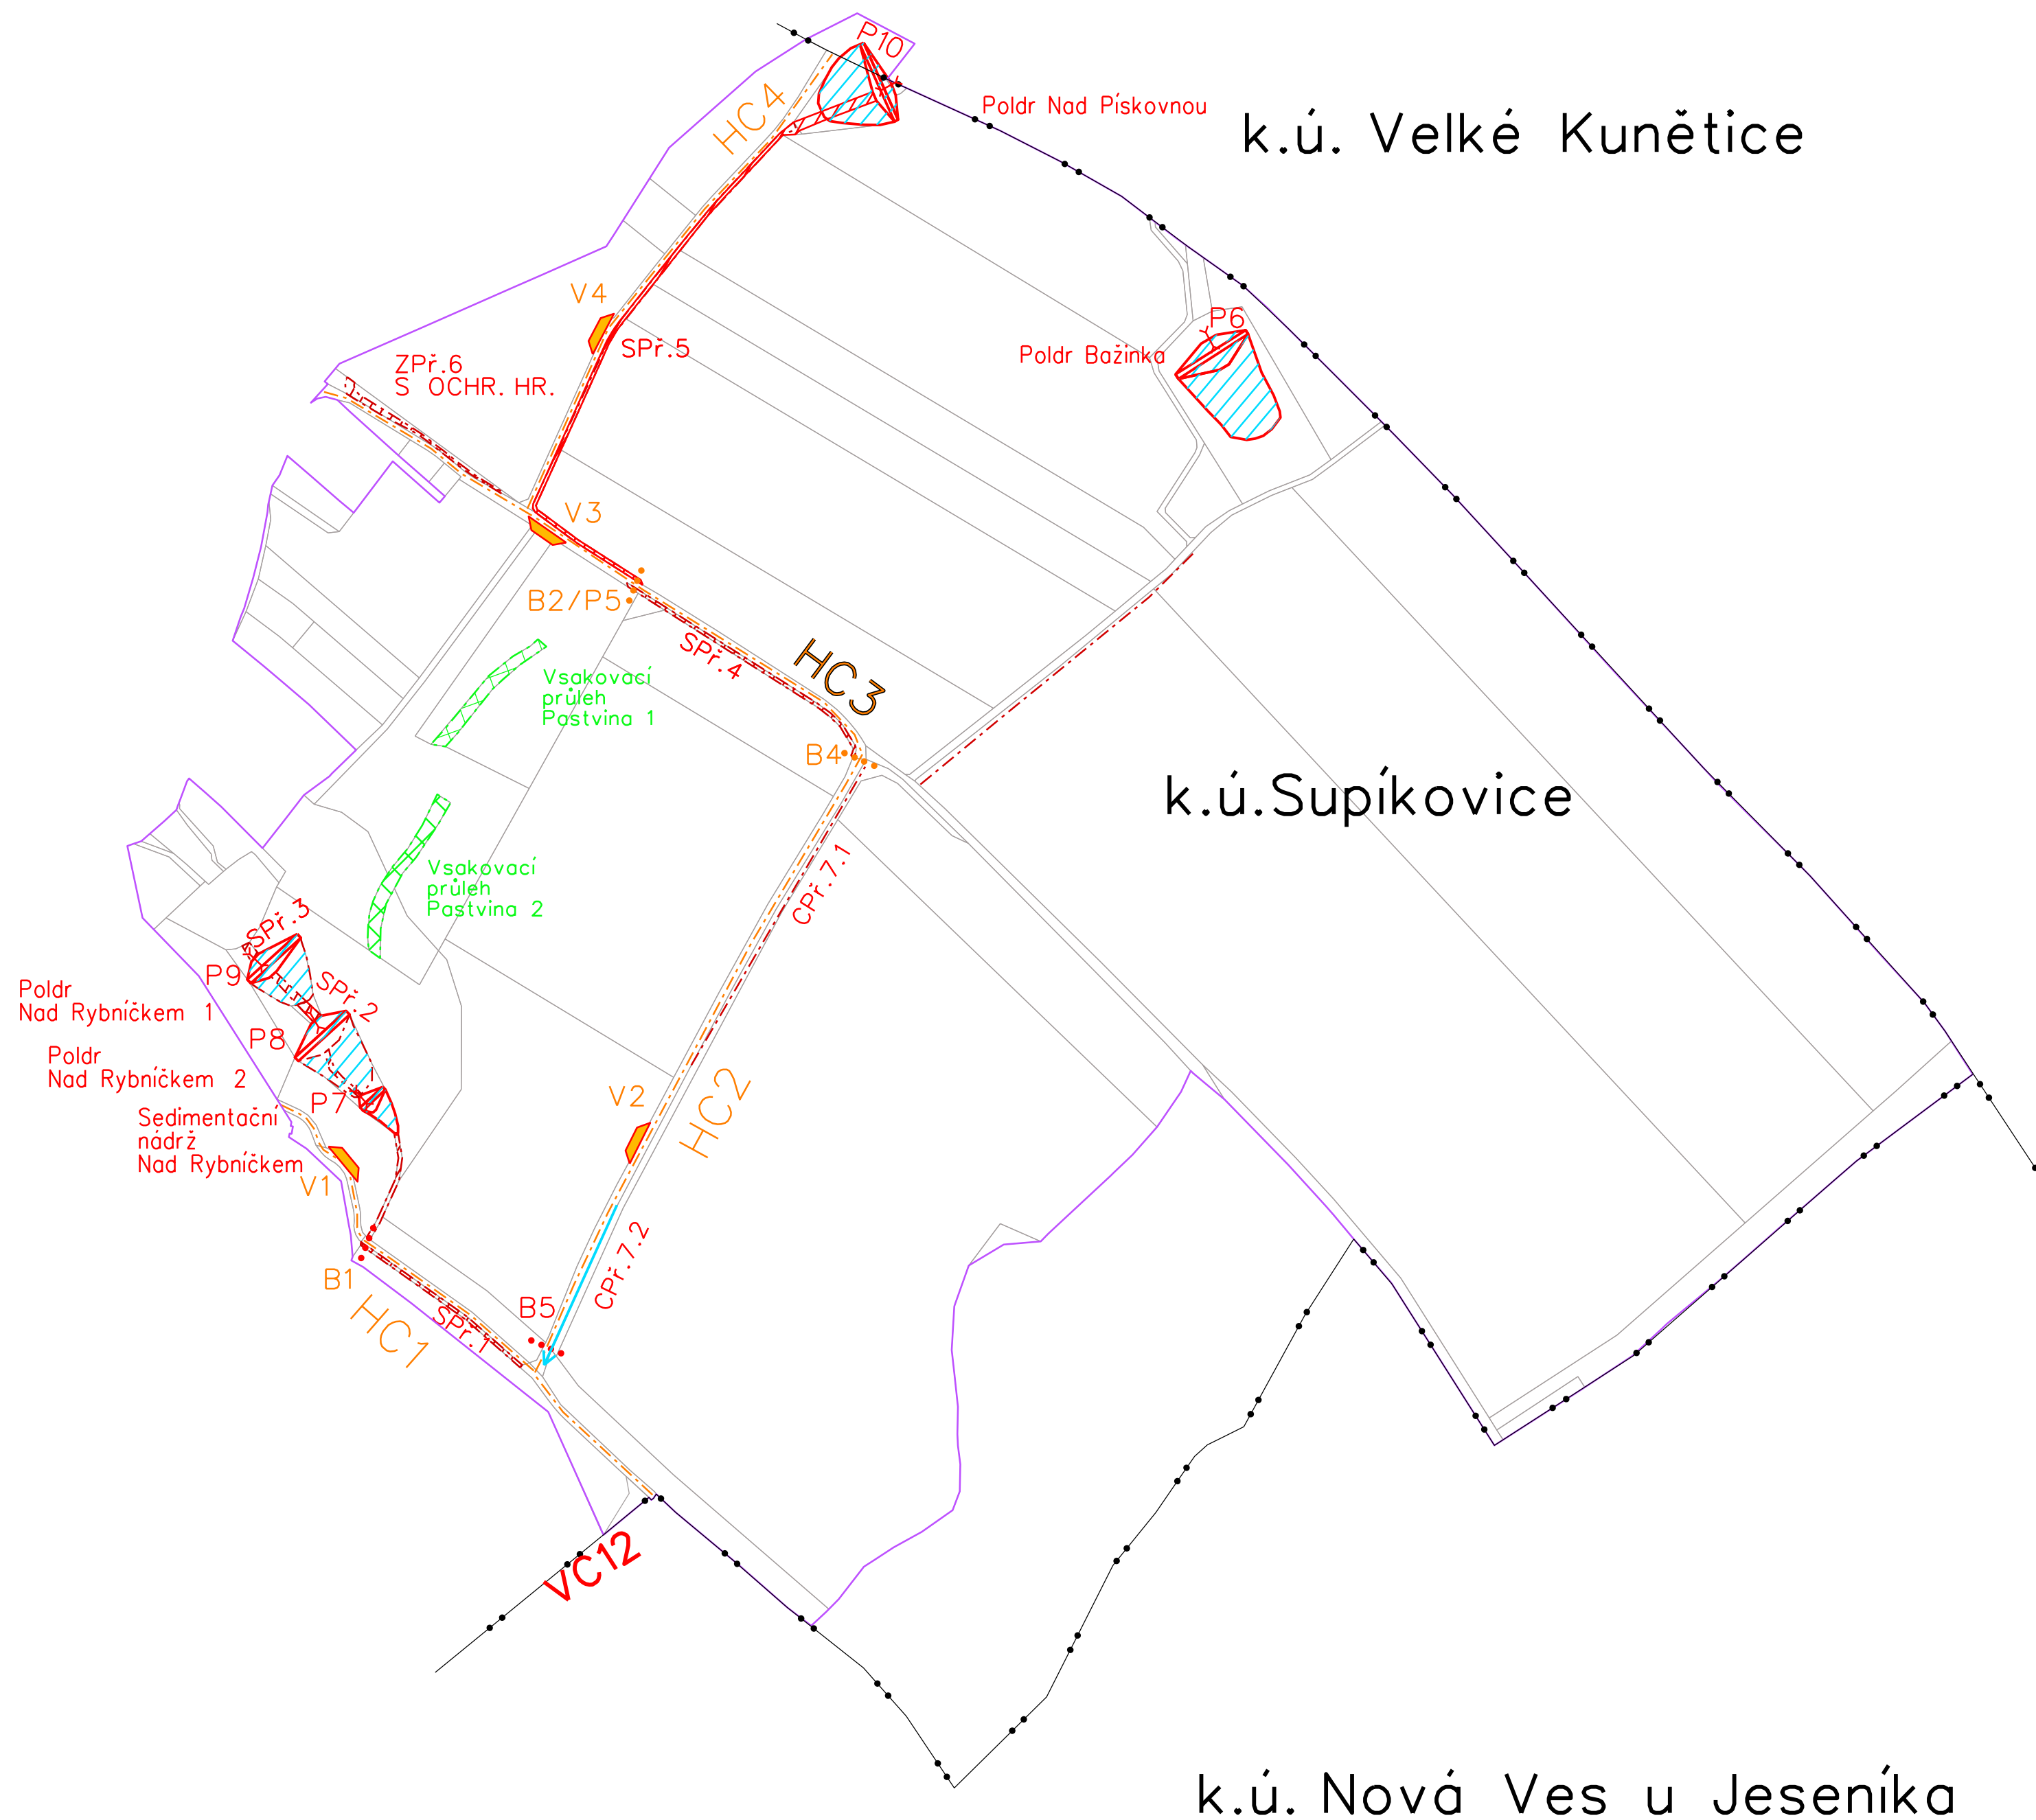 P10
HC4
Poldr Nad Pískovnou
k.ú. Velké Kunětice
V4
SPř.5
P6
Poldr Bažinka
ZPř.6
S OCHR. HR.
V3
B2/P5
SPř.4
HC3
Vsakovací
průleh
Pastvina 1
B4
k.ú.Supíkovice
Vsakovací
průleh
Pastvina 2
CPř.7.1
SPř.3
P9
SPř.2
Poldr
Nad Rybníčkem 1
P8
Poldr
Nad Rybníčkem 2
P7
Sedimentační
nádrž
Nad Rybníčkem
V2
HC2
V1
CPř.7.2
B1
B5
HC1
SPř.1
VC12
k.ú. Nová Ves u Jeseníka